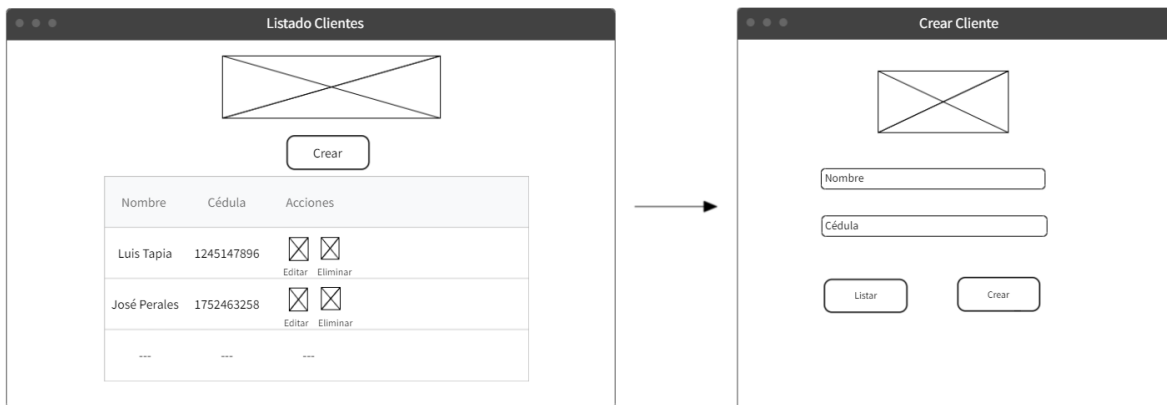 Listado Clientes
Crear
Nombre Cédula Acciones
Luis Tapia 1245147896
Editar Eliminar
José Perales 1752463258
Editar Eliminar
--- --- ---
Crear Cliente
Nombre
Cédula
Listar Crear